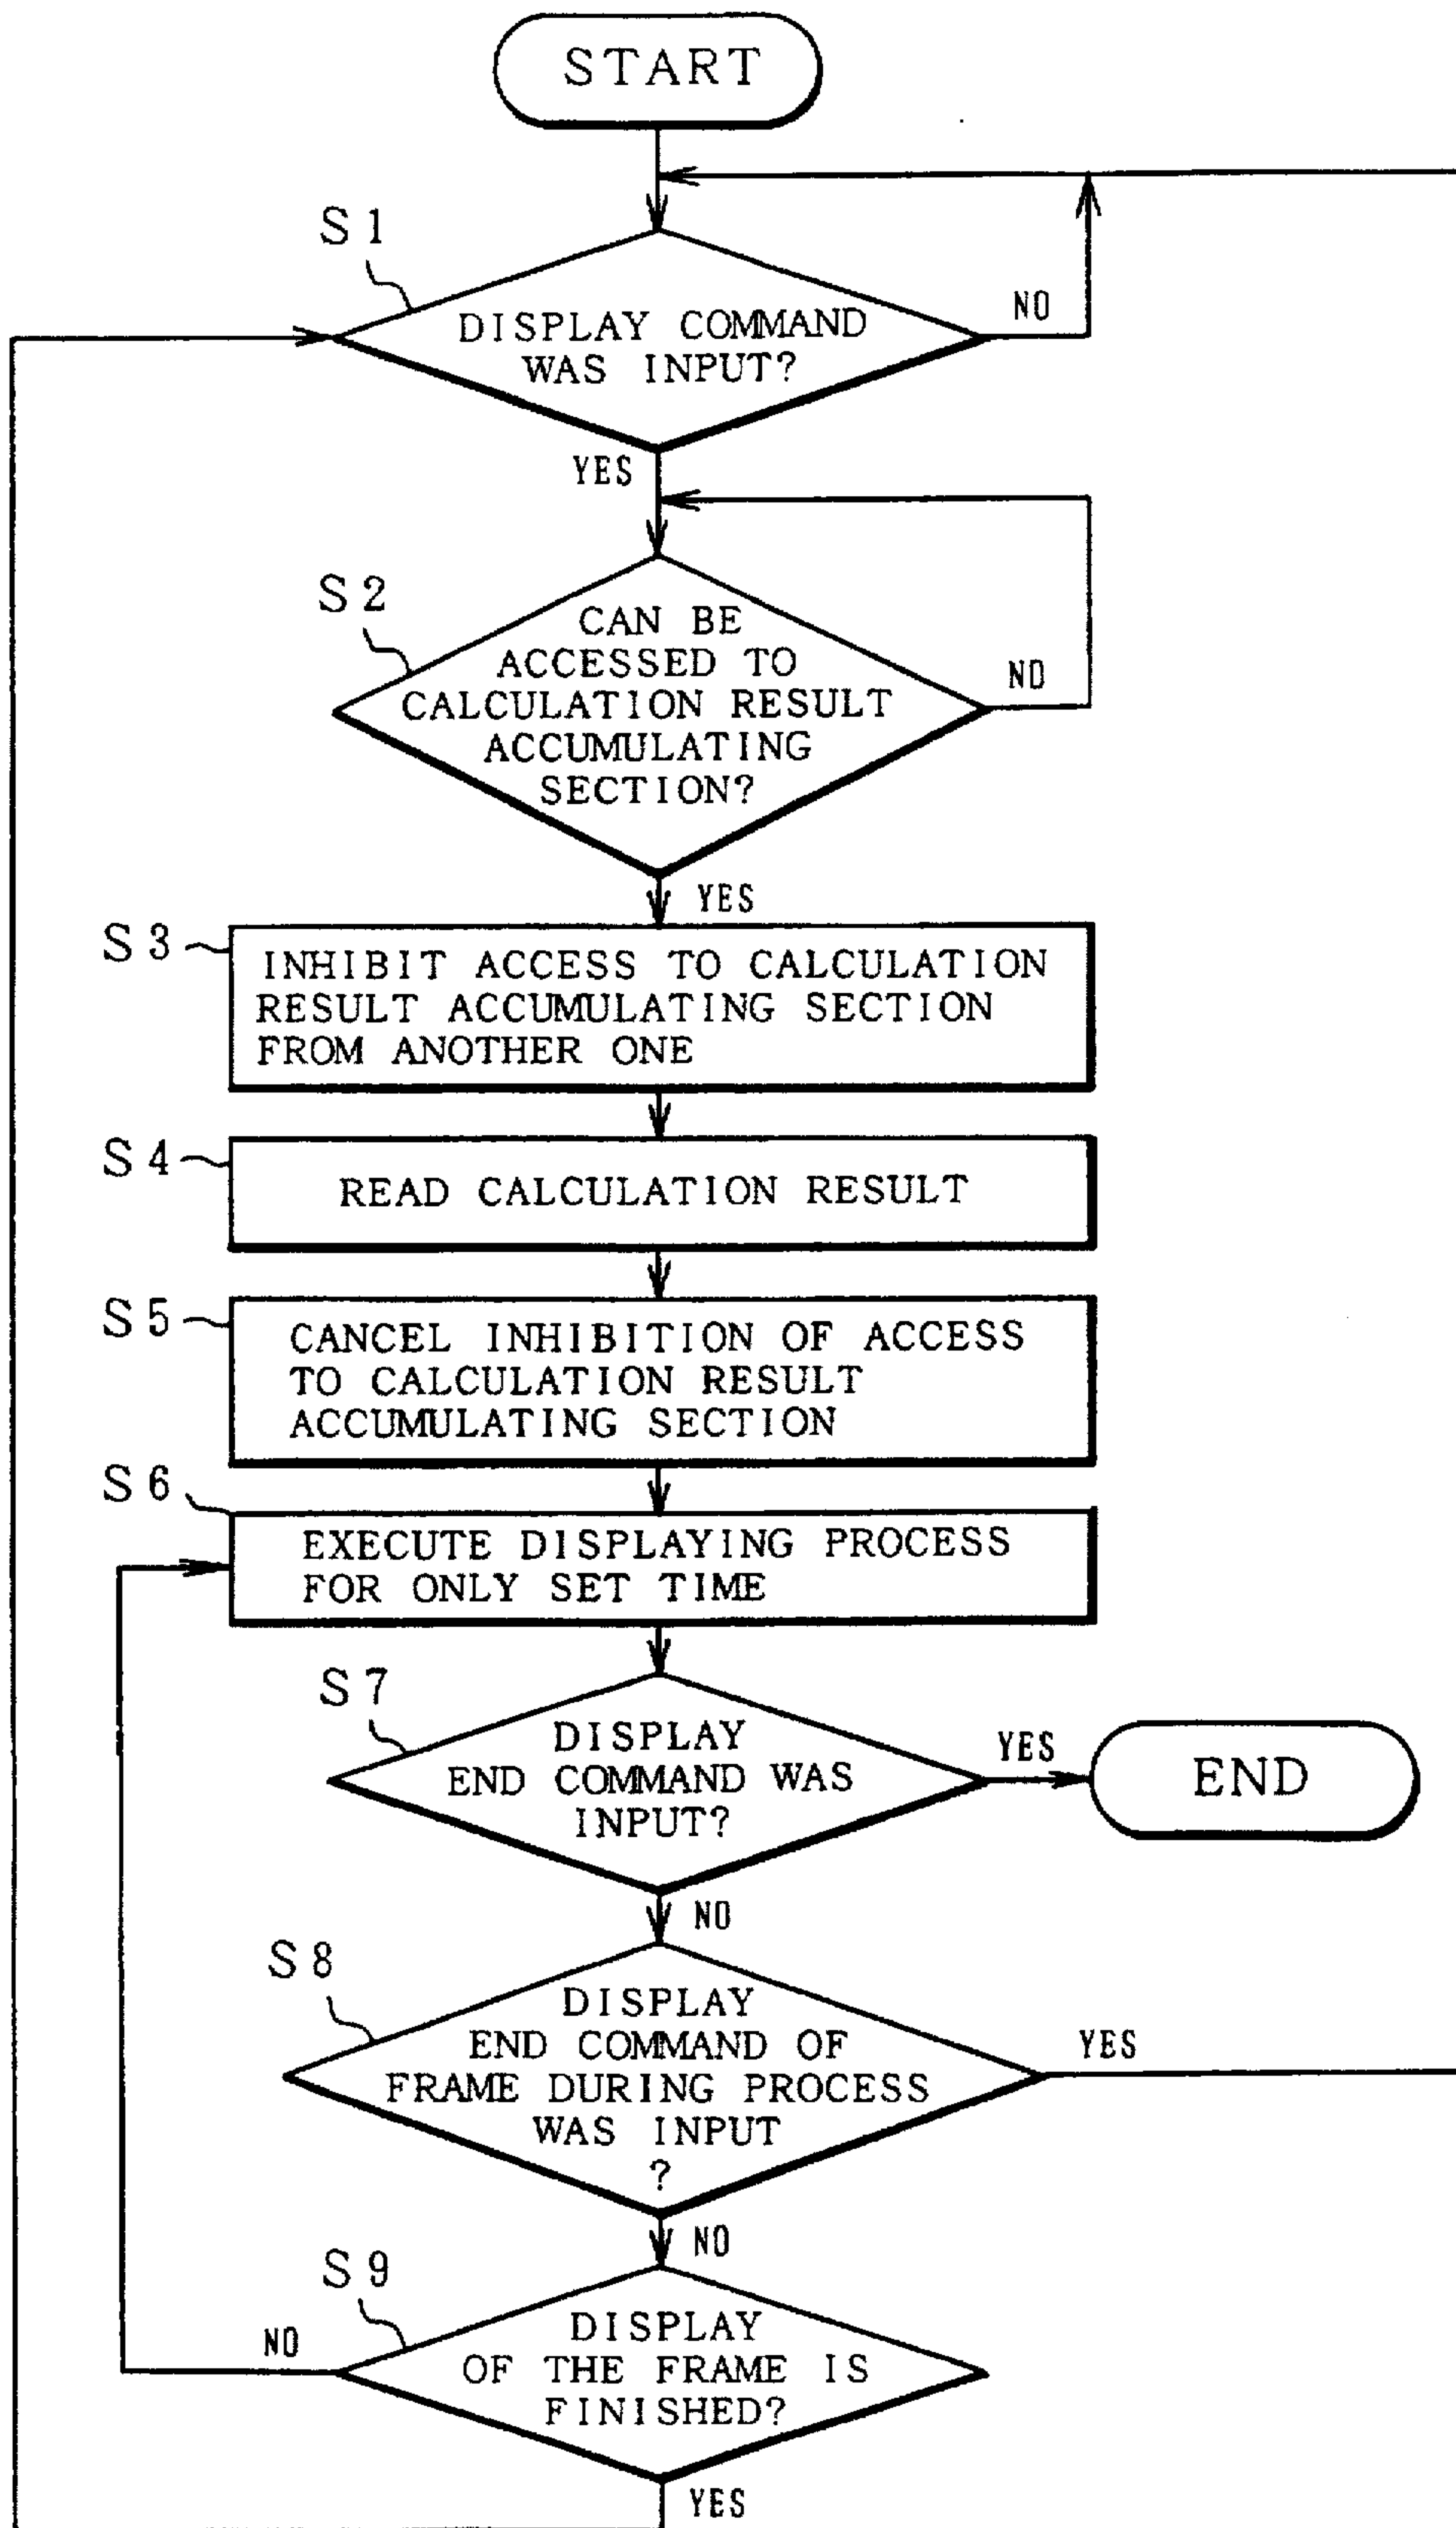 START
S1
DISPLAY COMMAND
WAS INPUT?
NO
YES
S2
CAN BE
ACCESSED TO
CALCULATION RESULT
ACCUMULATING
SECTION?
NO
YES
S3
INHIBIT ACCESS TO CALCULATION
RESULT ACCUMULATING SECTION
FROM ANOTHER ONE
S4
READ CALCULATION RESULT
S5
CANCEL INHIBITION OF ACCESS
TO CALCULATION RESULT
ACCUMULATING SECTION
S6
EXECUTE DISPLAYING PROCESS
FOR ONLY SET TIME
S7
DISPLAY
END COMMAND WAS
INPUT?
YES
END
NO
S8
DISPLAY
END COMMAND OF
FRAME DURING PROCESS
WAS INPUT
?
YES
NO
S9
DISPLAY
OF THE FRAME IS
FINISHED?
NO
YES